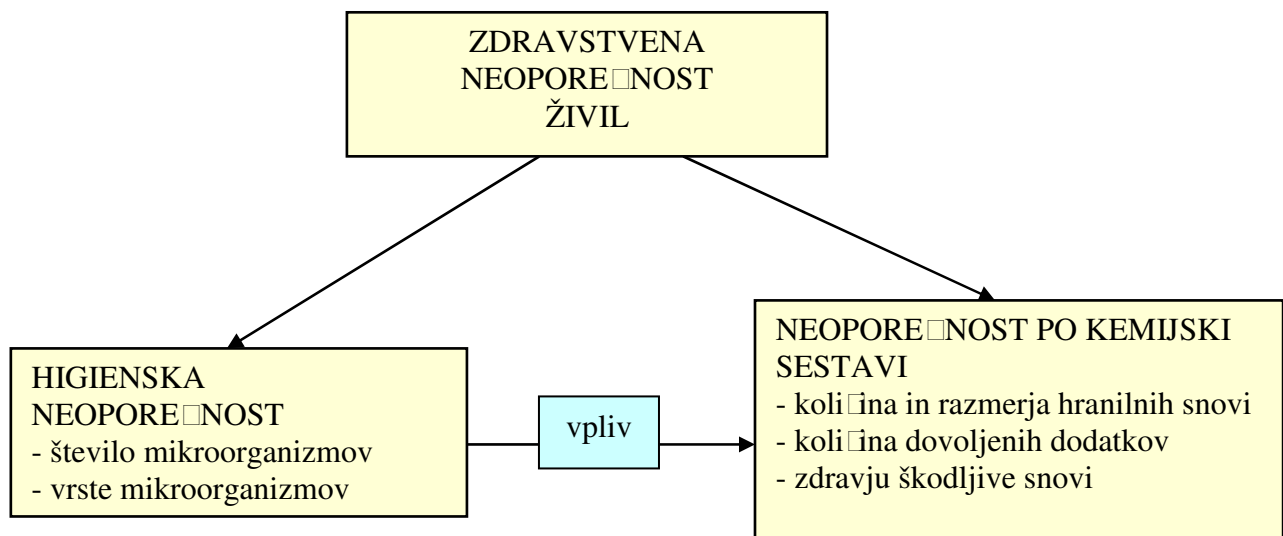 ZDRAVSTVENA
NEOPORE□NOST
ŽIVIL
HIGIENSKA
NEOPORE□NOST
- število mikroorganizmov
- vrste mikroorganizmov
vpliv
NEOPORE□NOST PO KEMIJSKI
SESTAVI
- koli□ina in razmerja hranilnih snovi
- koli□ina dovoljenih dodatkov
- zdravju škodljive snovi